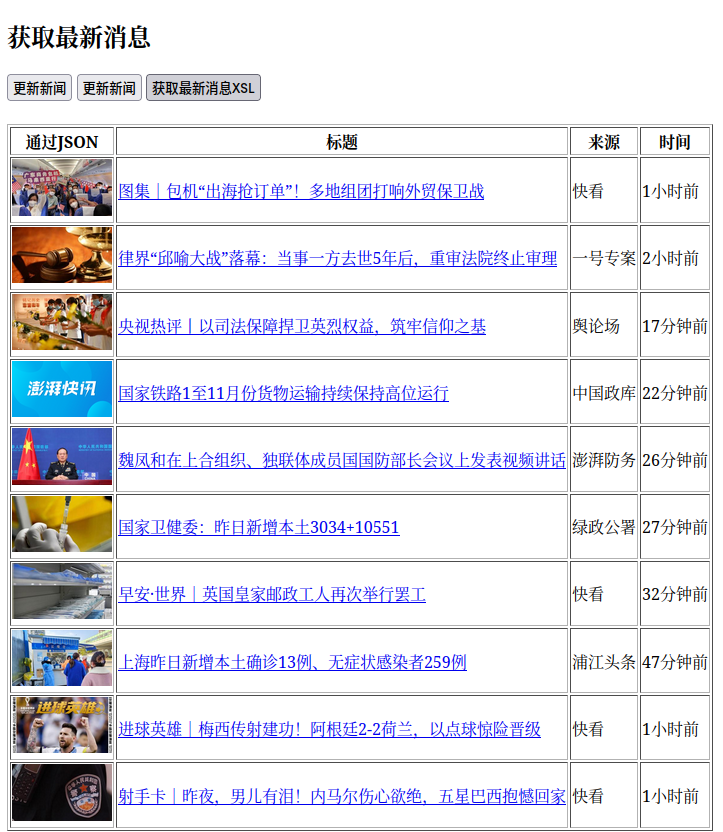 获取最新消息
更新新闻 更新新闻 获取最新消息XSL
通过JSON 标题 来源 时间
图集｜包机“出海抢订单”！多地组团打响外贸保卫战 快看 1小时前
律界“邱喻大战”落幕：当事一方去世5年后，重审法院终止审理 一号专案 2小时前
央视热评丨以司法保障捍卫英烈权益，筑牢信仰之基 舆论场 17分钟前
澎湃快讯 国家铁路1至11月份货物运输持续保持高位运行 中国政库 22分钟前
魏凤和在上合组织、独联体成员国国防部长会议上发表视频讲话 澎湃防务 26分钟前
国家卫健委：昨日新增本土3034+10551 绿政公署 27分钟前
早安·世界｜英国皇家邮政工人再次举行罢工 快看 32分钟前
上海昨日新增本土确诊13例、无症状感染者259例 浦江头条 47分钟前
进球英雄 进球英雄｜梅西传射建功！阿根廷2-2荷兰，以点球惊险晋级 快看 1小时前
射手卡｜昨夜，男儿有泪！内马尔伤心欲绝，五星巴西抱憾回家 快看 1小时前